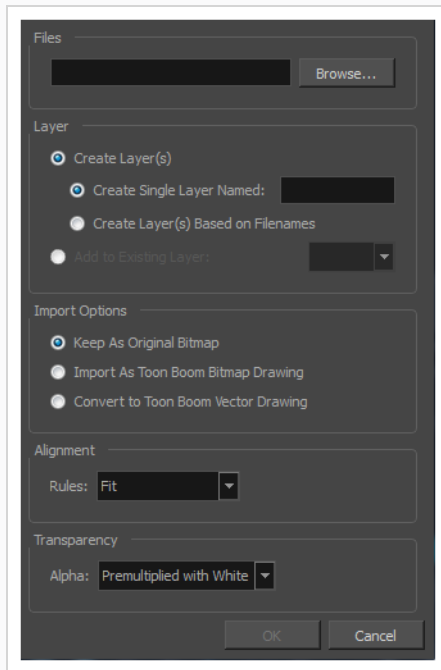 Files
Browse...
Layer
Create Layer(s)
Create Single Layer Named:
Create Layer(s) Based on Filenames
Add to Existing Layer:
Import Options
Keep As Original Bitmap
Import As Toon Boom Bitmap Drawing
Convert to Toon Boom Vector Drawing
Alignment
Rules: Fit
Transparency
Alpha: Premultiplied with White
OK Cancel